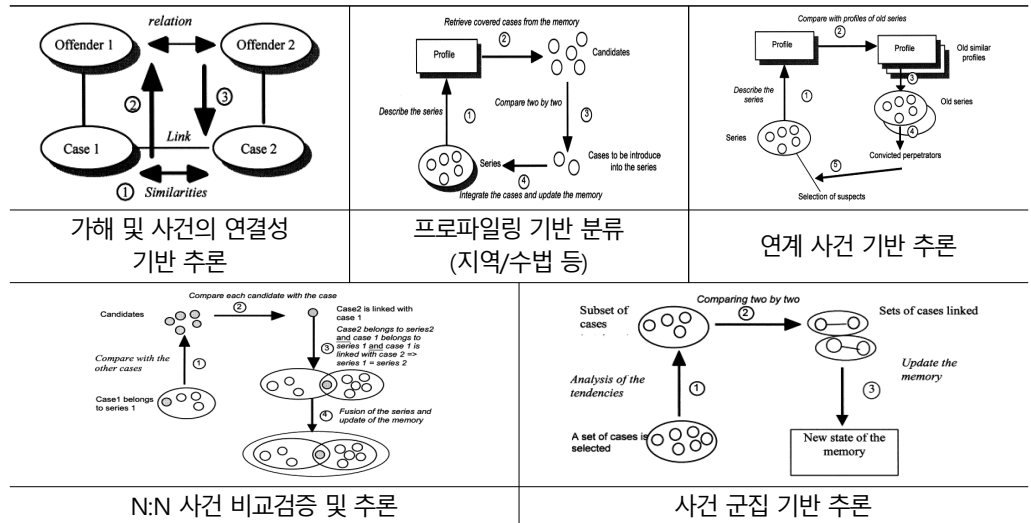 relation
Offender 1
Offender 2
②
③
Link
Case 1
Case 2
①
Similarities
가해 및 사건의 연결성
기반 추론
Retrieve covered cases from the memory
②
Profile
Candidates
Describe the series
①
Compare two by two
③
Series
④
Cases to be introduce
into the series
Integrate the cases and update the memory
프로파일링 기반 분류
(지역/수법 등)
Compare with profiles of old series
②
Profile
Profile
Old similar
profiles
③
Describe the
series
①
Old series
④
Series
Convicted perpetrators
⑤
Selection of suspects
연계 사건 기반 추론
Compare each candidate with the case
②
Candidates
Case2 is linked with
case 1
③
Case2 belongs to series2
and case 1 belongs to
series 1 and case 1 is
linked with case 2 =>
series 1 = series 2
Compare with the
other cases
①
Case1 belongs
to series 1
④
Fusion of the series and
update of the memory
N:N 사건 비교검증 및 추론
Comparing two by two
②
Subset of
cases
Sets of cases linked
Update the
memory
Analysis of the
tendencies
①
③
A set of cases is
selected
New state of the
memory
사건 군집 기반 추론